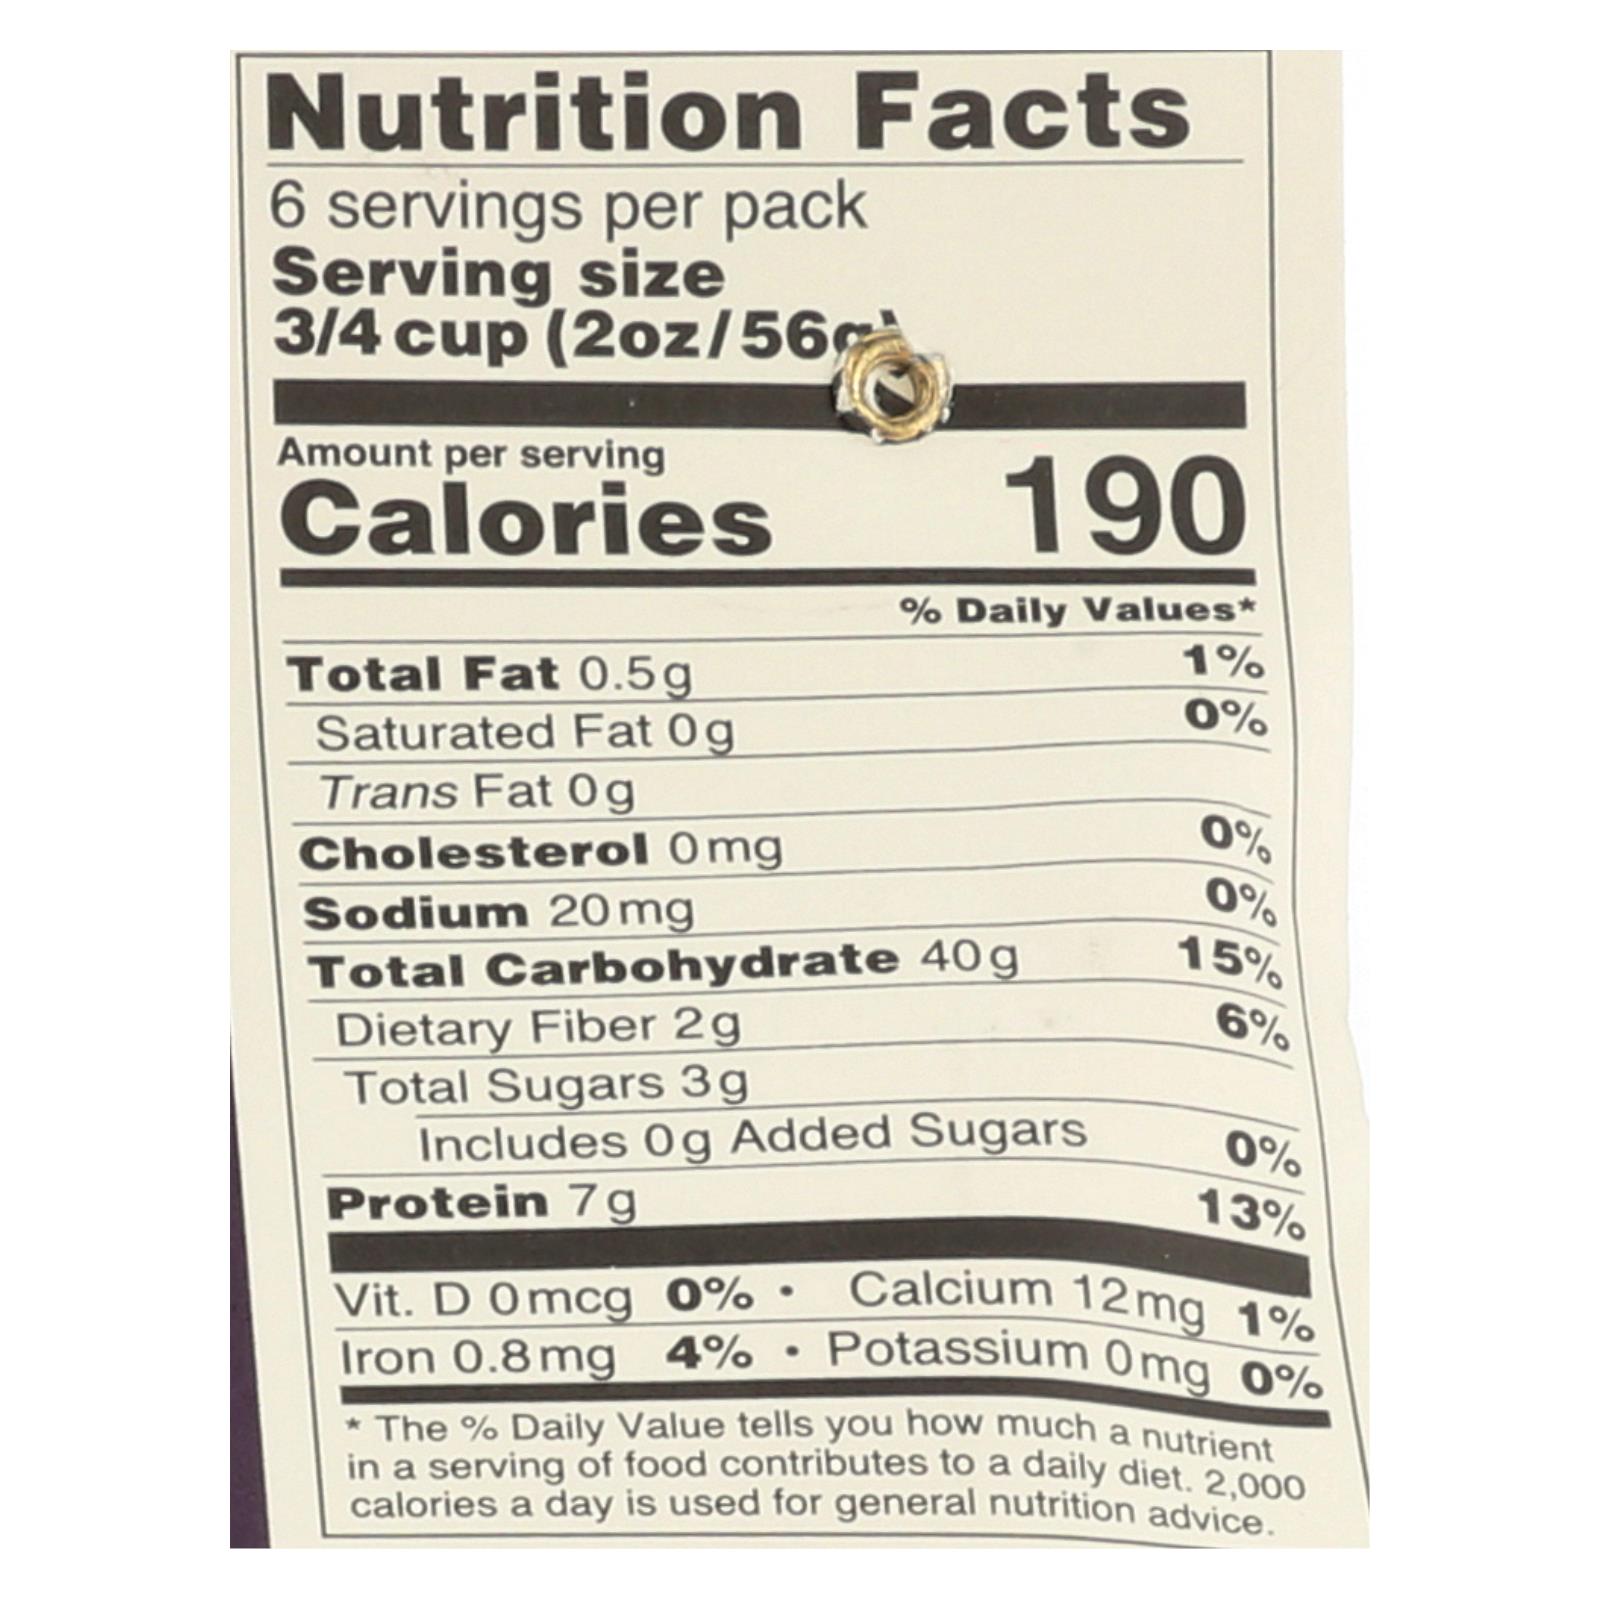 Nutrition Facts
6 servings per pack
Serving size
3/4 cup (2oz/56g)
Amount per serving
Calories 190
% Daily Values*
Total Fat 0.5g 1%
Saturated Fat 0g 0%
Trans Fat 0g
Cholesterol 0mg 0%
Sodium 20mg 0%
Total Carbohydrate 40g 15%
Dietary Fiber 2g 6%
Total Sugars 3g
Includes 0g Added Sugars 0%
Protein 7g 13%
Vit. D 0mcg 0% • Calcium 12mg 1%
Iron 0.8mg 4% • Potassium 0mg 0%
* The % Daily Value tells you how much a nutrient
in a serving of food contributes to a daily diet. 2,000
calories a day is used for general nutrition advice.